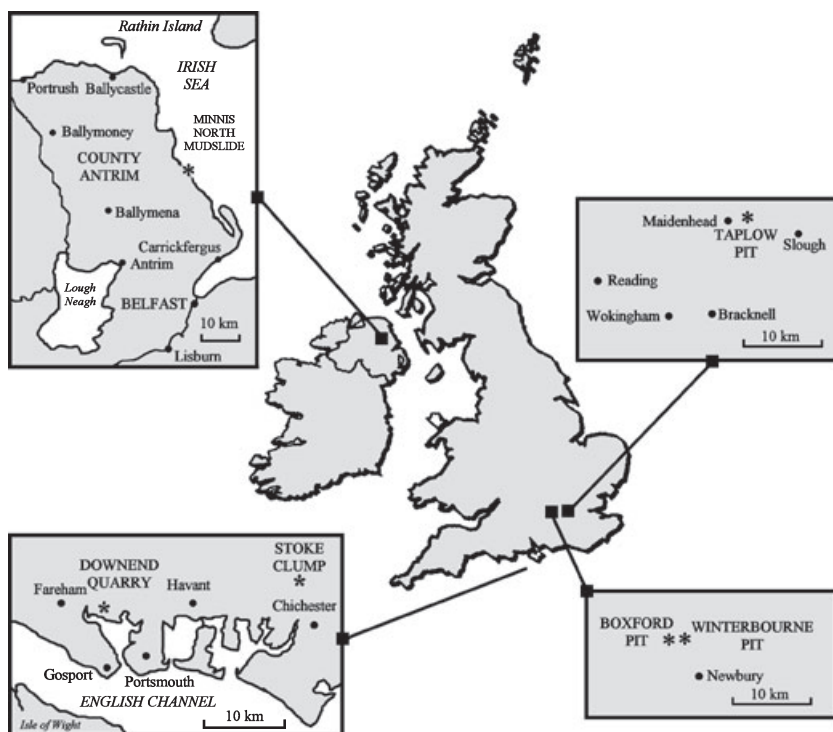 Rathin Island
IRISH
SEA
Portrush
Ballycastle
MINNIS
NORTH
MUDSLIDE
*
Ballymoney
COUNTY
ANTRIM
Ballymena
Carrickfergus
Antrim
Lough
Neagh
BELFAST
10 km
Lisburn
Maidenhead
*
TAPLOW
PIT
Slough
Reading
Wokingham
Bracknell
10 km
DOWNEND
QUARRY
*
STOKE
CLUMP
*
Fareham
Havant
Chichester
Gosport
Portsmouth
ENGLISH CHANNEL
10 km
Isle of Wight
BOXFORD
PIT
* *
WINTERBOURNE
PIT
Newbury
10 km